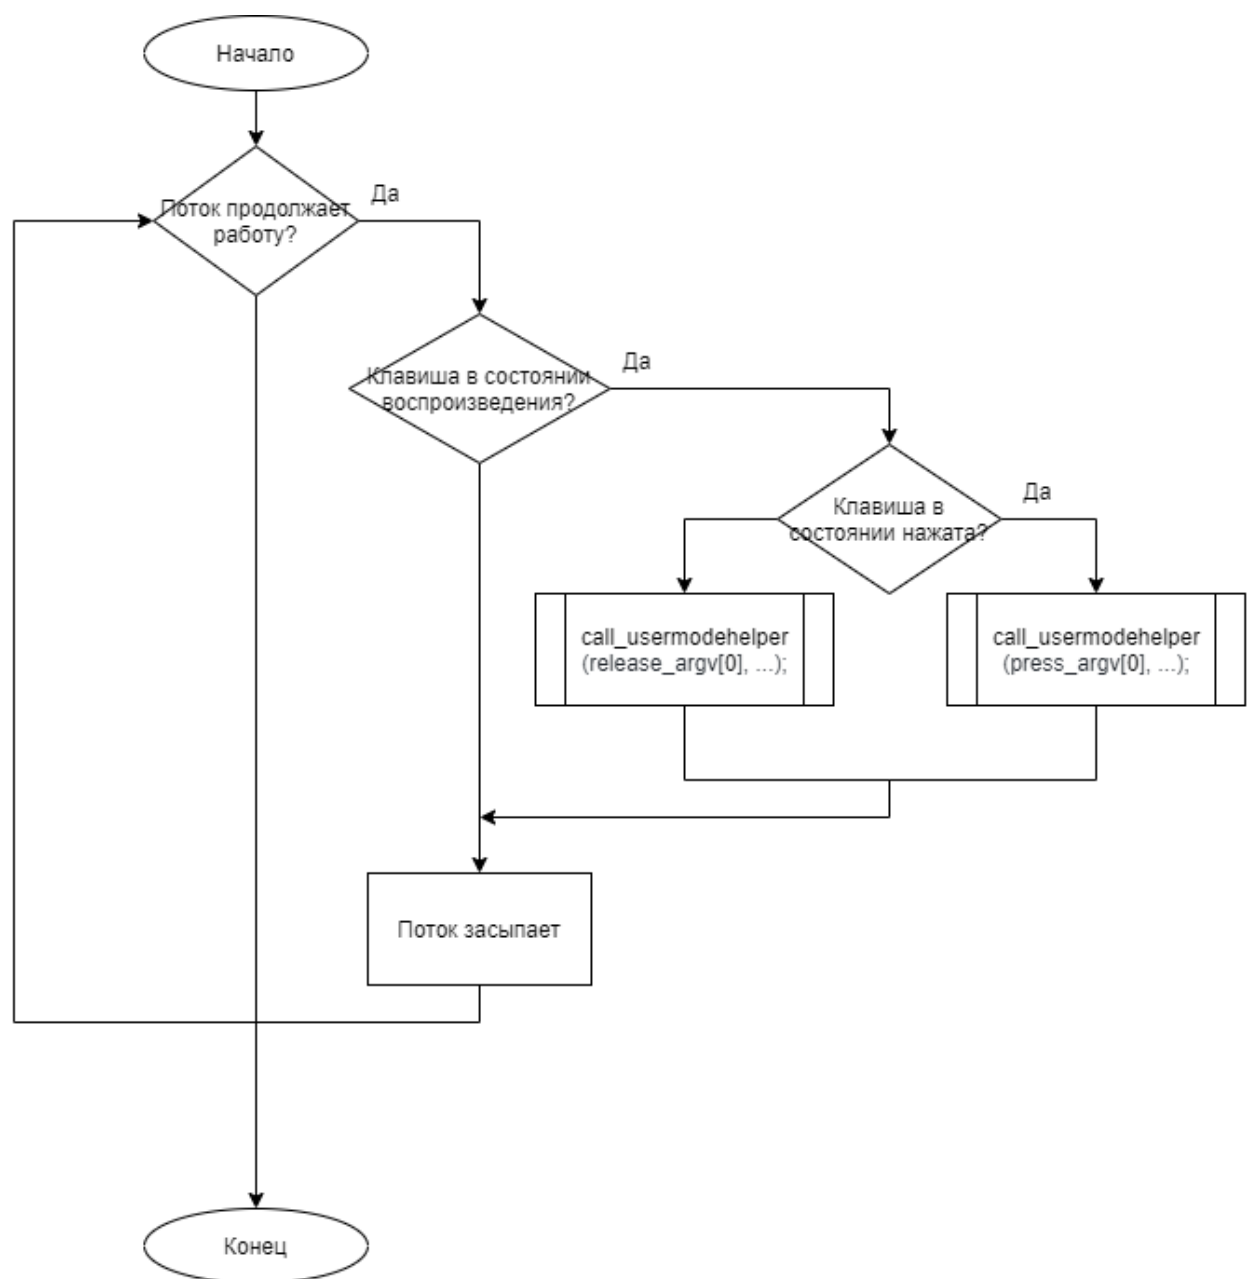 Начало
Поток продолжает
работу?
Да
Клавиша в состоянии
воспроизведения?
Да
Клавиша в
состоянии нажата?
Да
call_usermodehelper
(release_argv[0], ...);
call_usermodehelper
(press_argv[0], ...);
Поток засыпает
Конец